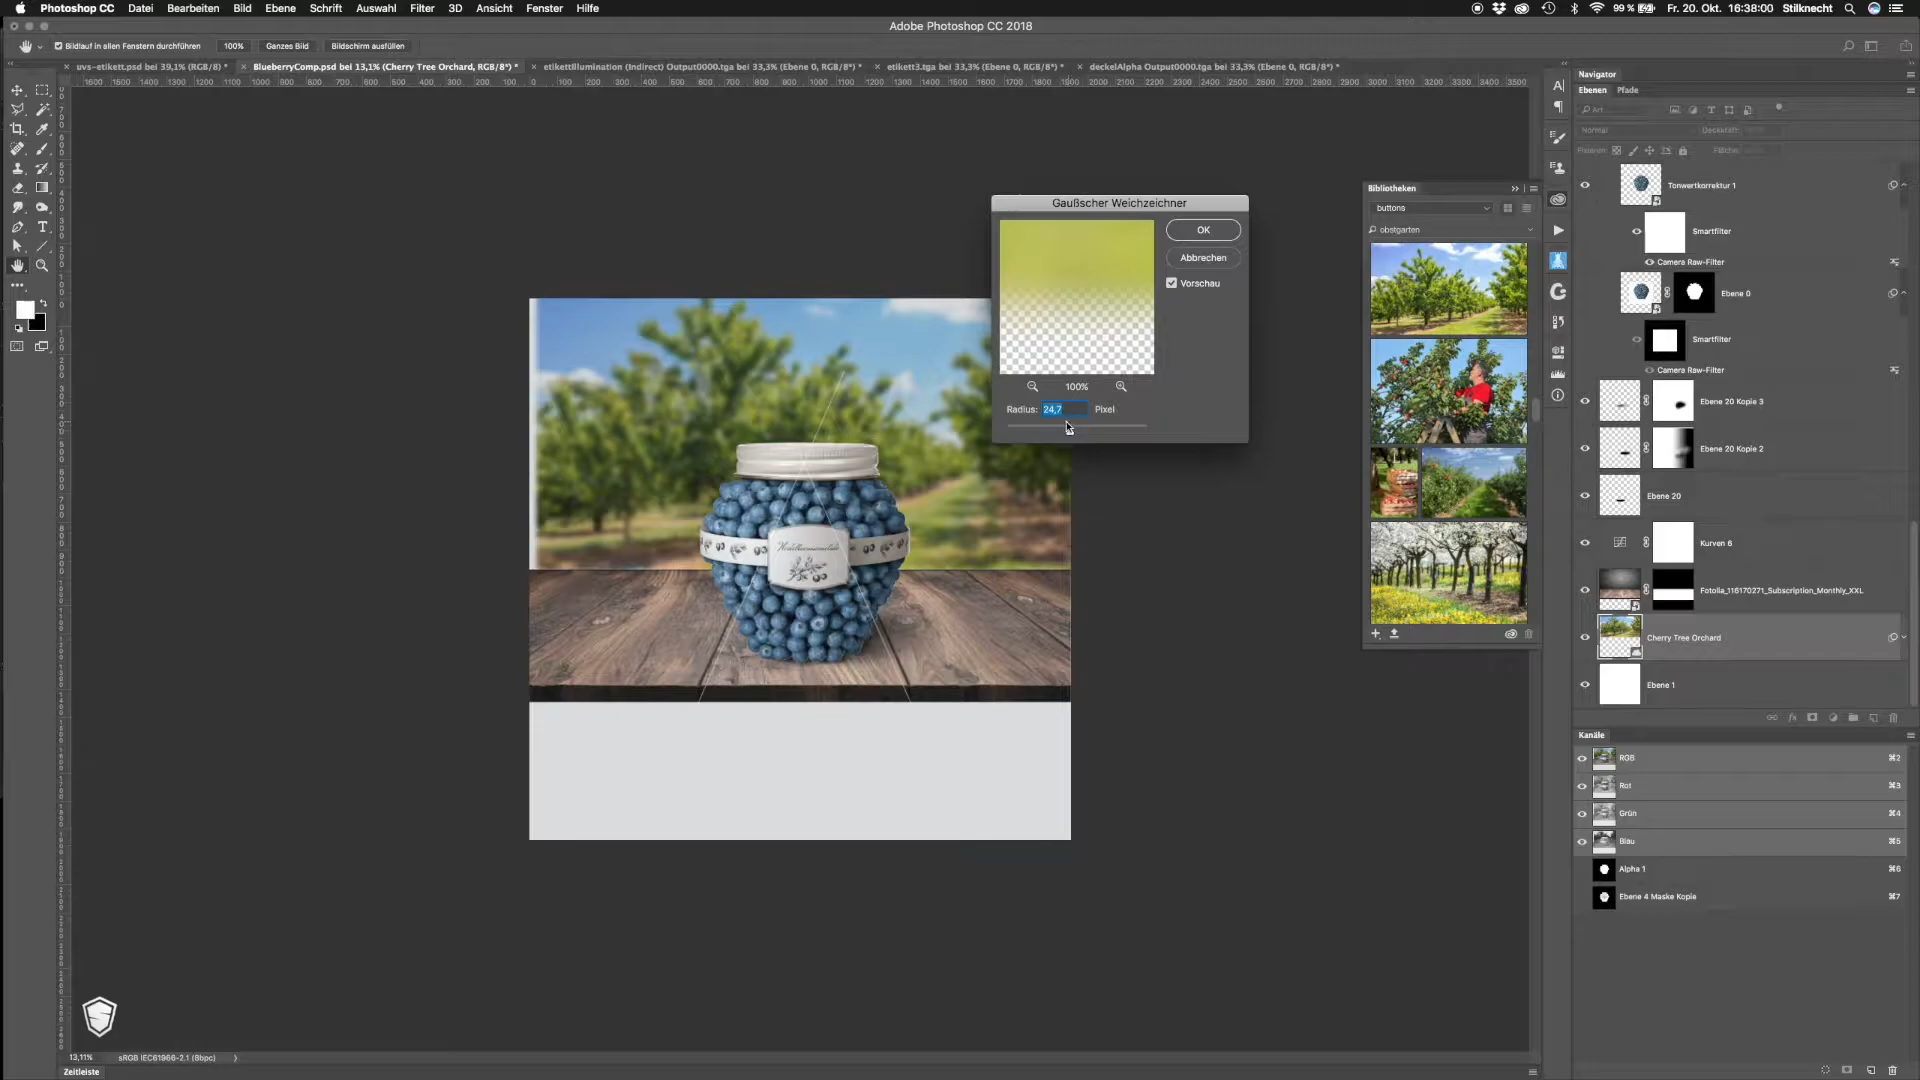 Photoshop CC Datei Bearbeiten Bild Ebene Schrift Auswahl Filter 3D Ansicht Fenster Hilfe
99 % Fr. 20. Okt. 16:38:00 Stilknecht
Adobe Photoshop CC 2018
Bildlauf in allen Fenstern durchführen 100% Ganzes Bild Bildschirm ausfüllen
uvs-etikett.psd bei 39,1% (RGB/8) *
BlueberryComp.psd bei 13,1% (Cherry Tree Orchard, RGB/8*) *
etikettIllumination (Indirect) Output0000.tga bei 33,3% (Ebene 0, RGB/8*) *
etikett3.tga bei 33,3% (Ebene 0, RGB/8*) *
deckelAlpha Output0000.tga bei 33,3% (Ebene 0, RGB/8*) *
Navigator
Ebenen Pfade
Art
Normal Deckkraft:
Fixieren: Fläche:
Tonwertkorrektur 1
Smartfilter
Camera Raw-Filter
Ebene 0
Smartfilter
Camera Raw-Filter
Ebene 20 Kopie 3
Ebene 20 Kopie 2
Ebene 20
Kurven 6
Fotolia_116170271_Subscription_Monthly_XXL
Cherry Tree Orchard
Ebene 1
Kanäle
RGB ⌘2
Rot ⌘3
Grün ⌘4
Blau ⌘5
Alpha 1 ⌘6
Ebene 4 Maske Kopie ⌘7
Bibliotheken
buttons
obstgarten
Gaußscher Weichzeichner
OK
Abbrechen
Vorschau
100%
Radius: 24,7 Pixel
13,11% sRGB IEC61966-2.1 (8bpc)
Zeitleiste